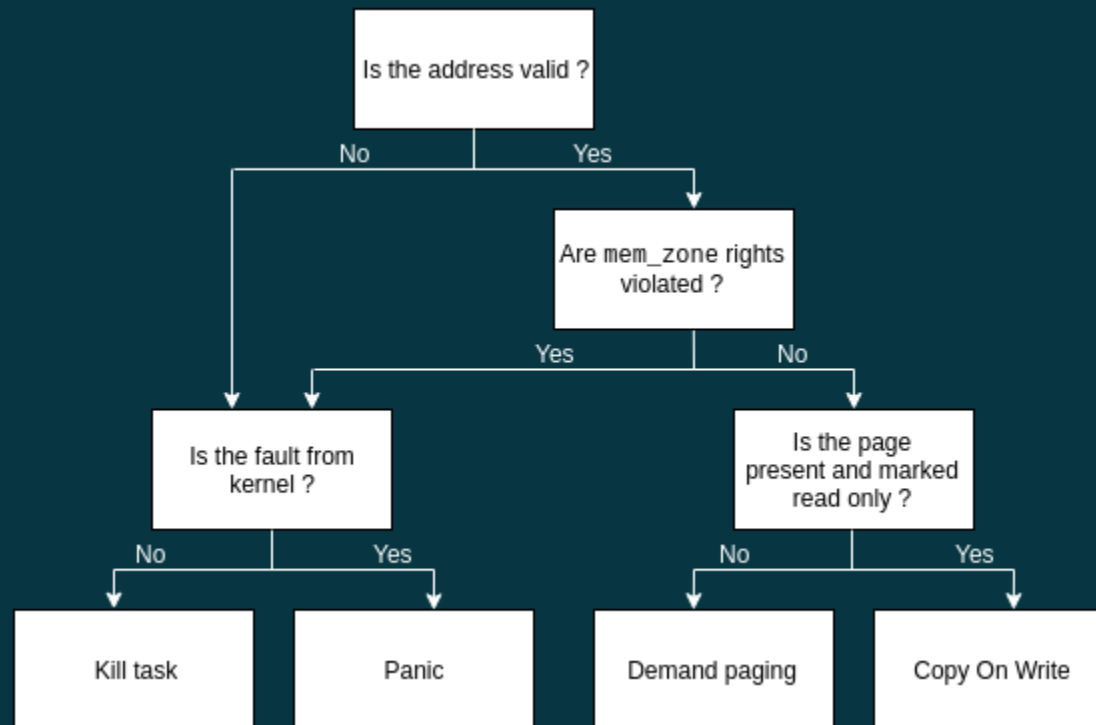 Is the address valid ?
No
Yes
Are mem_zone rights
violated ?
Yes
No
Is the fault from
kernel ?
Is the page
present and marked
read only ?
No
Yes
No
Yes
Kill task
Panic
Demand paging
Copy On Write